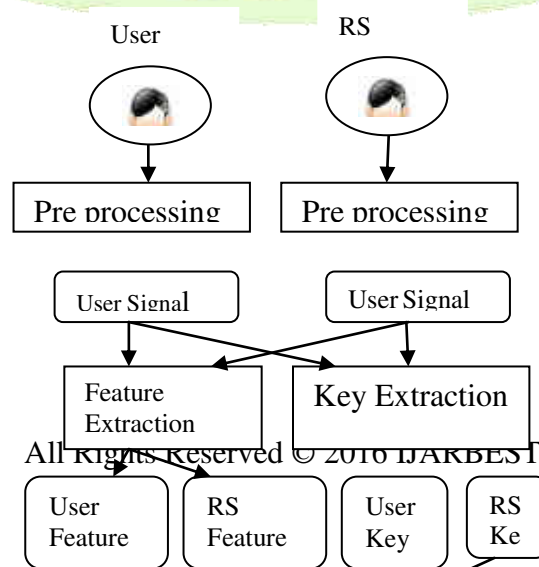 User
RS
Pre processing
Pre processing
User Signal
User Signal
Feature
Extraction
Key Extraction
All Rights Reserved © 2016 IJARBEST
User
Feature
RS
Feature
User
Key
RS
Ke